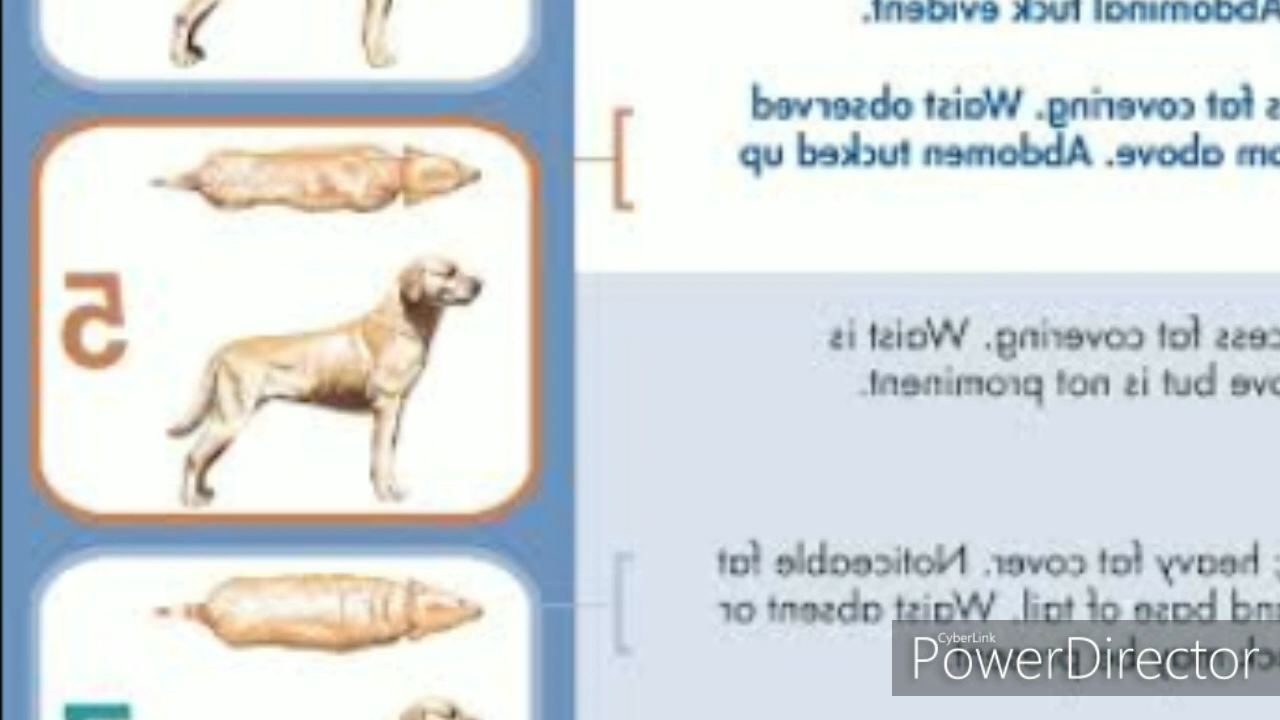 Abdominal tuck evident.
s fat covering. Waist observed
om above. Abdomen tucked up
5
cess fat covering. Waist is
ove but is not prominent.
heavy fat cover. Noticeable fat
nd base of tail. Waist absent or
CyberLink
PowerDirector